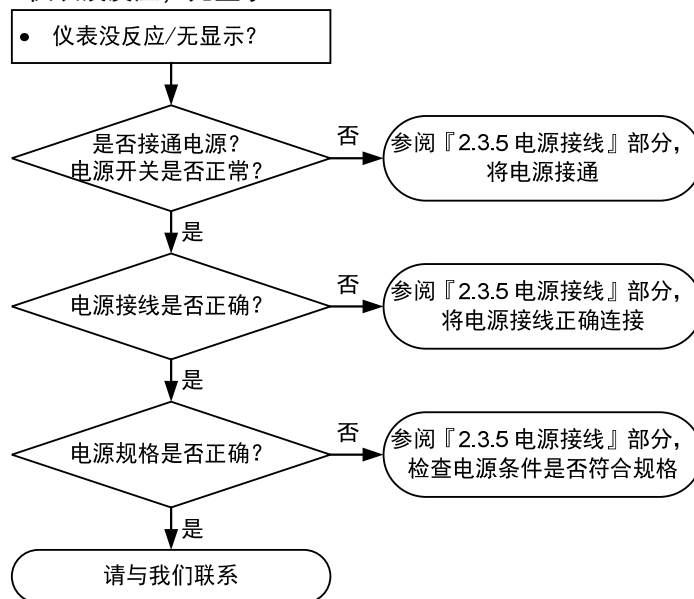 • 仪表没反应/无显示?
是否接通电源?
电源开关是否正常?
否
参阅『2.3.5 电源接线』部分,
将电源接通
是
电源接线是否正确?
否
参阅『2.3.5 电源接线』部分,
将电源接线正确连接
是
电源规格是否正确?
否
参阅『2.3.5 电源接线』部分,
检查电源条件是否符合规格
是
请与我们联系